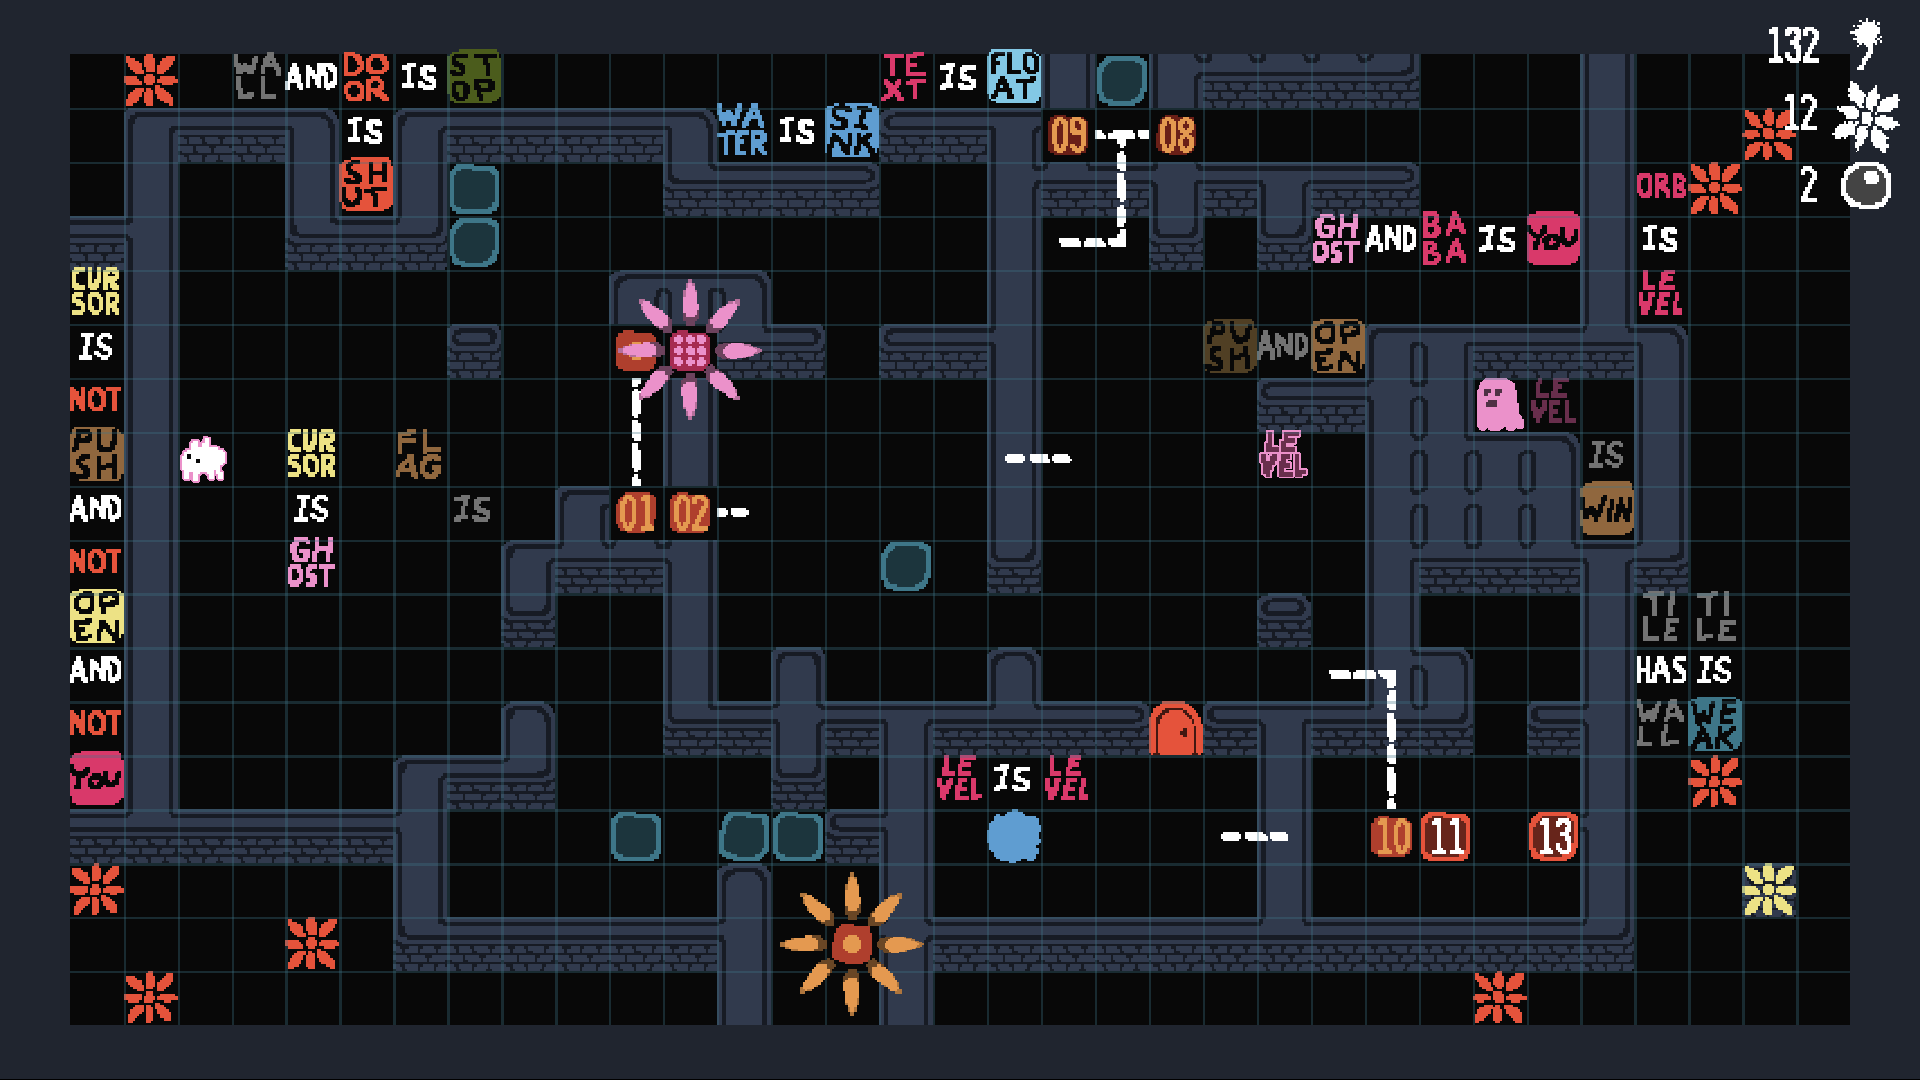 132
WALL AND DOOR IS STOP
TEXT IS FLOAT
12
IS
WATER IS SINK
09 08
SHUT
ORB
2
GHOST AND BABA IS YOU
IS
CURSOR
LEVEL
IS
PUSH AND OPEN
NOT
LEVEL
PUSH
CURSOR
FLAG
LEVEL
IS
AND
IS
IS
01 02
WIN
NOT
GHOST
OPEN
TILE TILE
AND
HAS IS
NOT
WALL WEAK
YOU
LEVEL IS LEVEL
10 11 13